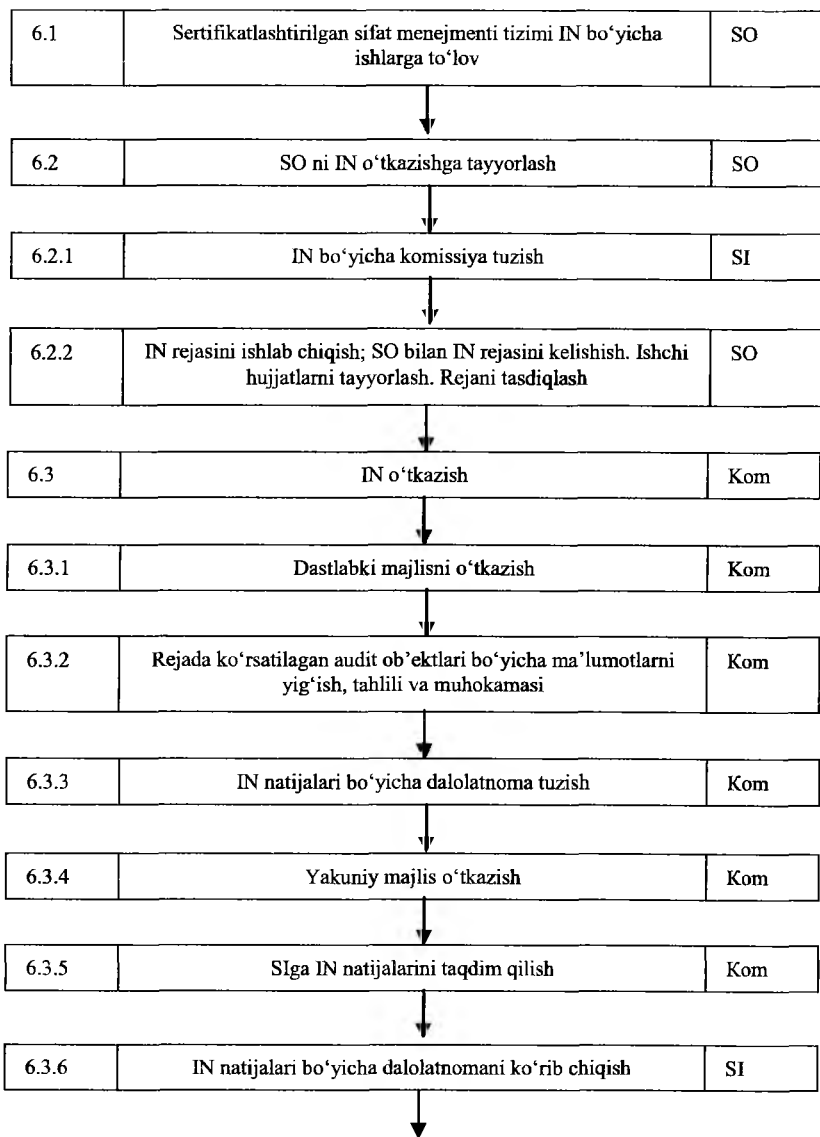 6.1 Sertifikatlashtirilgan sifat menejmenti tizimi IN bo‘yicha SO
ishlarga to‘lov
6.2 SO ni IN o‘tkazishga tayyorlash SO
6.2.1 IN bo‘yicha komissiya tuzish SI
6.2.2 IN rejasini ishlab chiqish; SO bilan IN rejasini kelishish. Ishchi SO
hujjatlarni tayyorlash. Rejani tasdiqlash
6.3 IN o‘tkazish Kom
6.3.1 Dastlabki majlisni o‘tkazish Kom
6.3.2 Rejada ko‘rsatilagan audit ob’ektlari bo‘yicha ma’lumotlarni Kom
yig‘ish, tahlili va muhokamasi
6.3.3 IN natijalari bo‘yicha dalolatnoma tuzish Kom
6.3.4 Yakuniy majlis o‘tkazish Kom
6.3.5 SIga IN natijalarini taqdim qilish Kom
6.3.6 IN natijalari bo‘yicha dalolatnomani ko‘rib chiqish SI